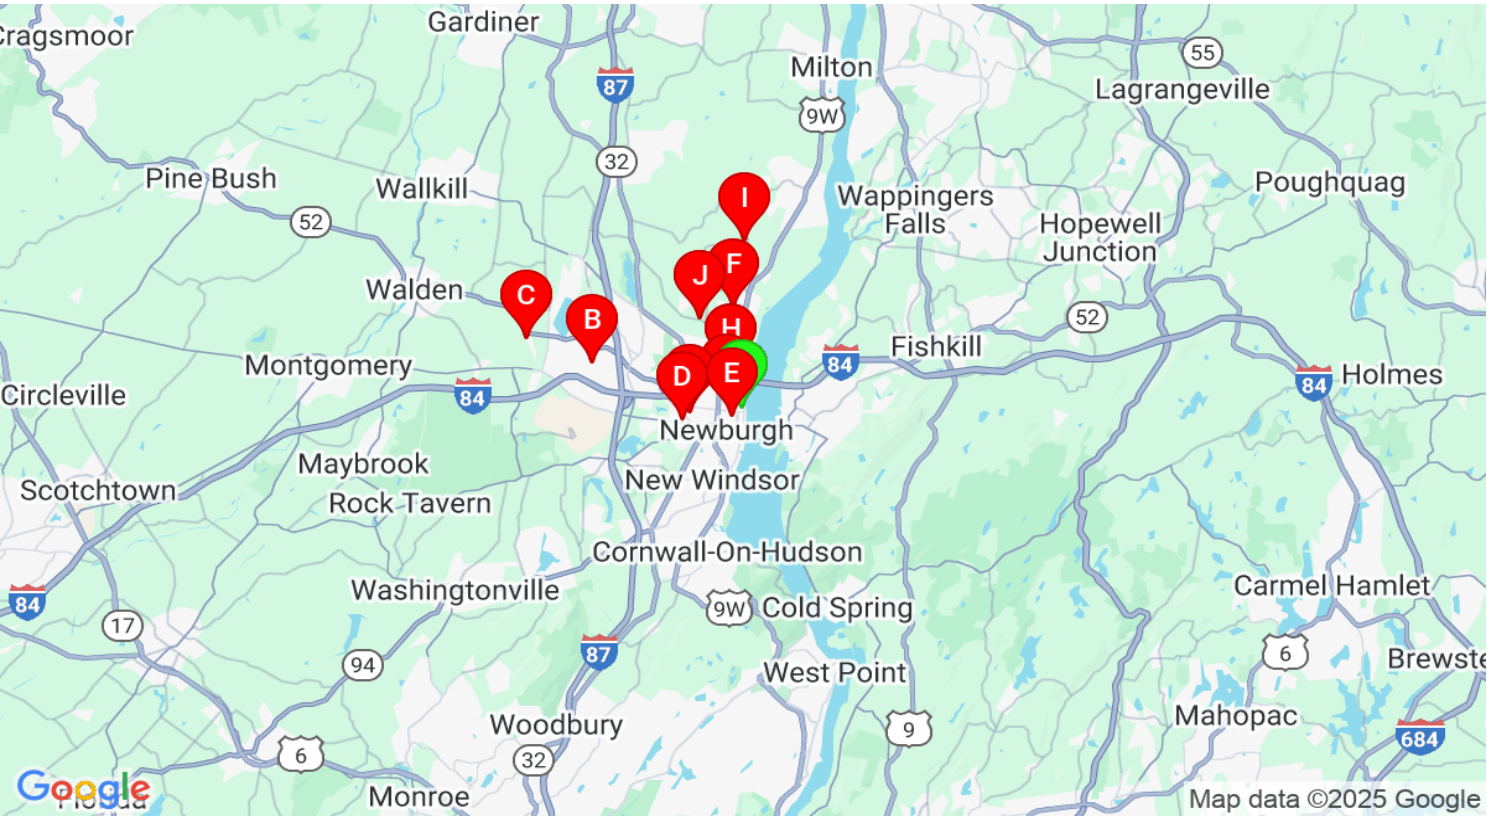 Gardiner
Cragsmoor
55
Milton
87
Lagrangeville
9W
32
Pine Bush
Wallkill
Poughquag
I
Wappingers
Falls
52
Hopewell
Junction
F
J
Walden
C
B
H
52
Fishkill
84
Montgomery
D
E
84
Holmes
Circleville
84
Newburgh
Maybrook
New Windsor
Scotchtown
Rock Tavern
Cornwall-On-Hudson
Washingtonville
Carmel Hamlet
84
9W
Cold Spring
17
87
6
94
West Point
Brewste
Mahopac
Woodbury
9
684
6
32
Google
Monroe
Map data ©2025 Google